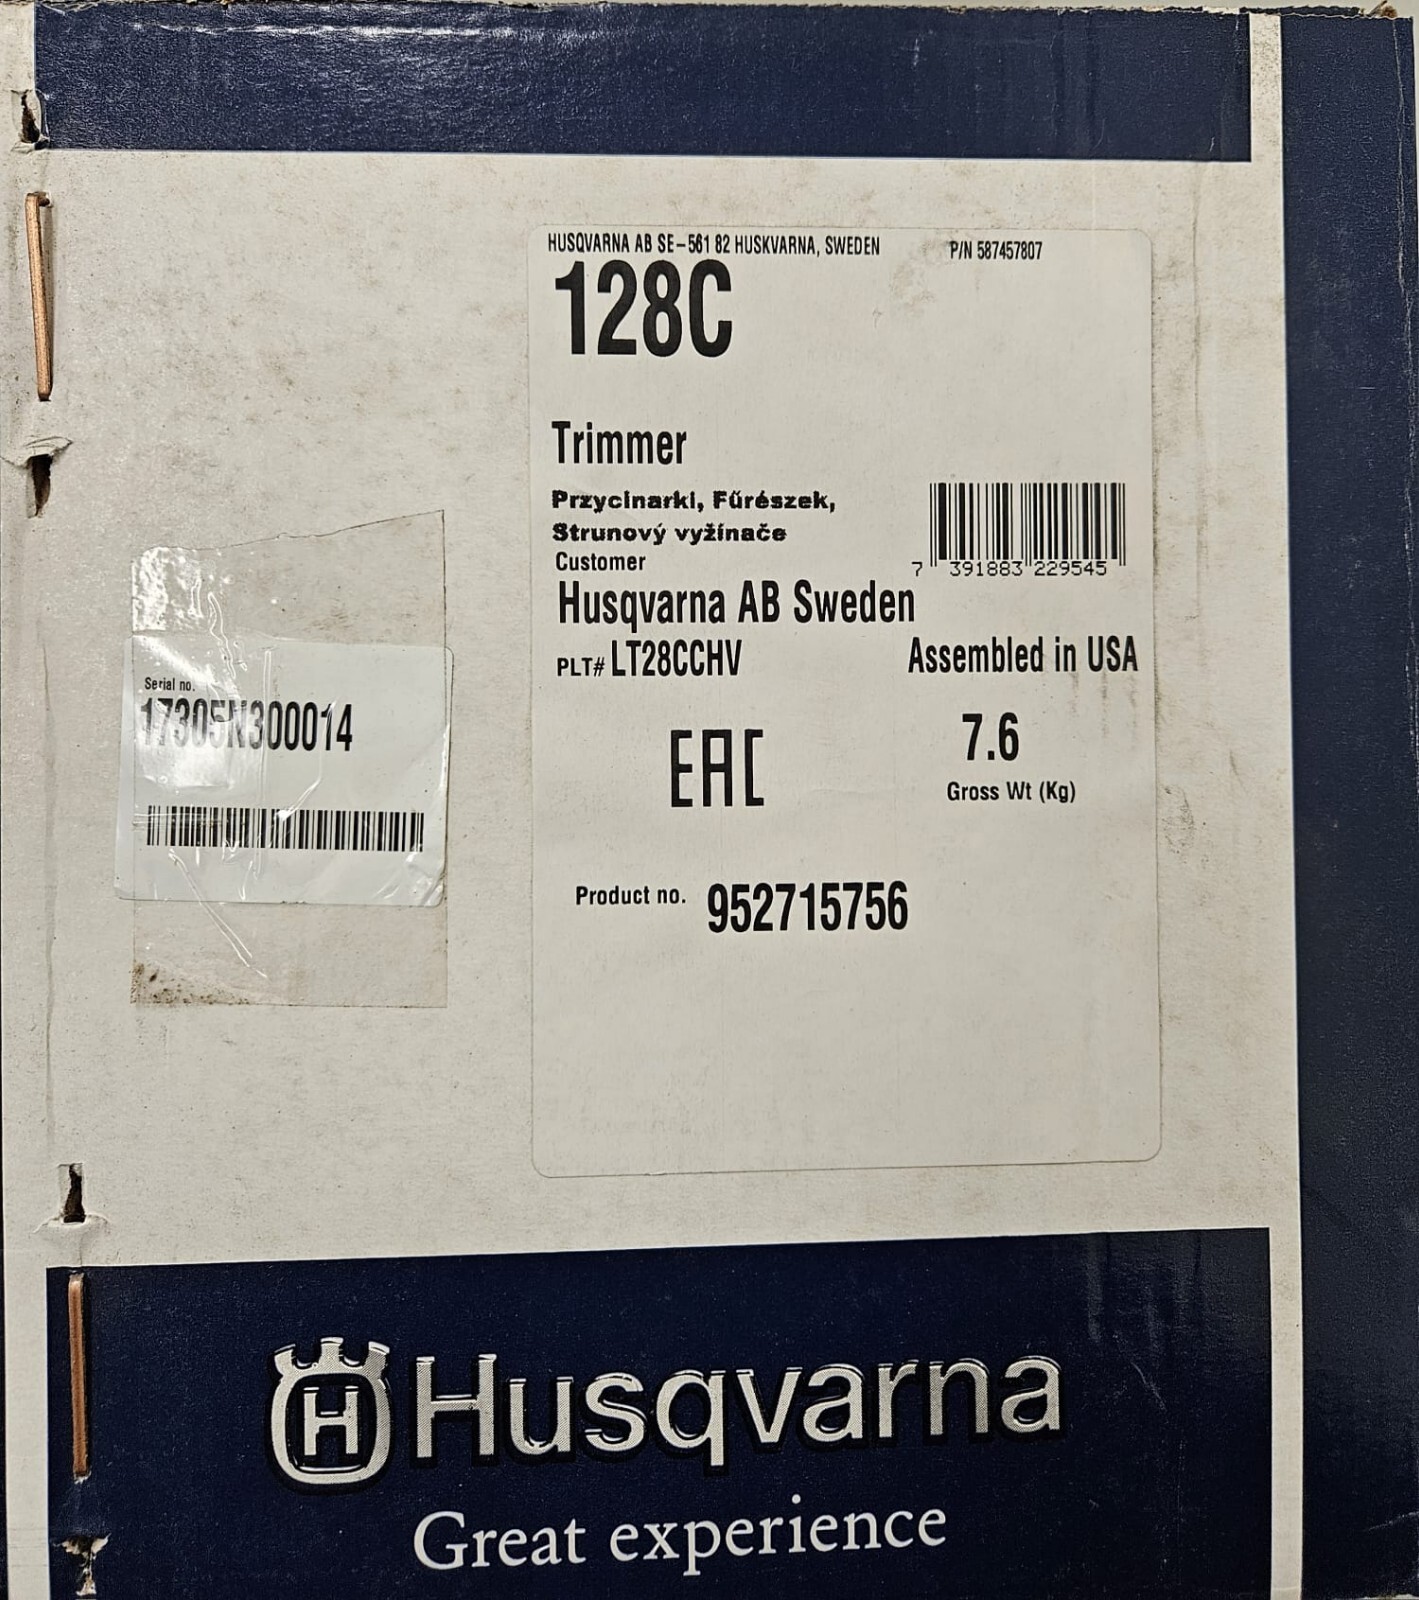 HUSQVARNA AB SE-561 82 HUSKVARNA, SWEDEN
P/N 587457807
128C
Trimmer
Przycinarki, Fűrészek,
Strunový vyžínače
Customer
7 391883 229545
Husqvarna AB Sweden
PLT# LT28CCHV
Assembled in USA
Serial no.
17305N300014
EAC
7.6
Gross Wt (Kg)
Product no. 952715756
H Husqvarna
Great experience